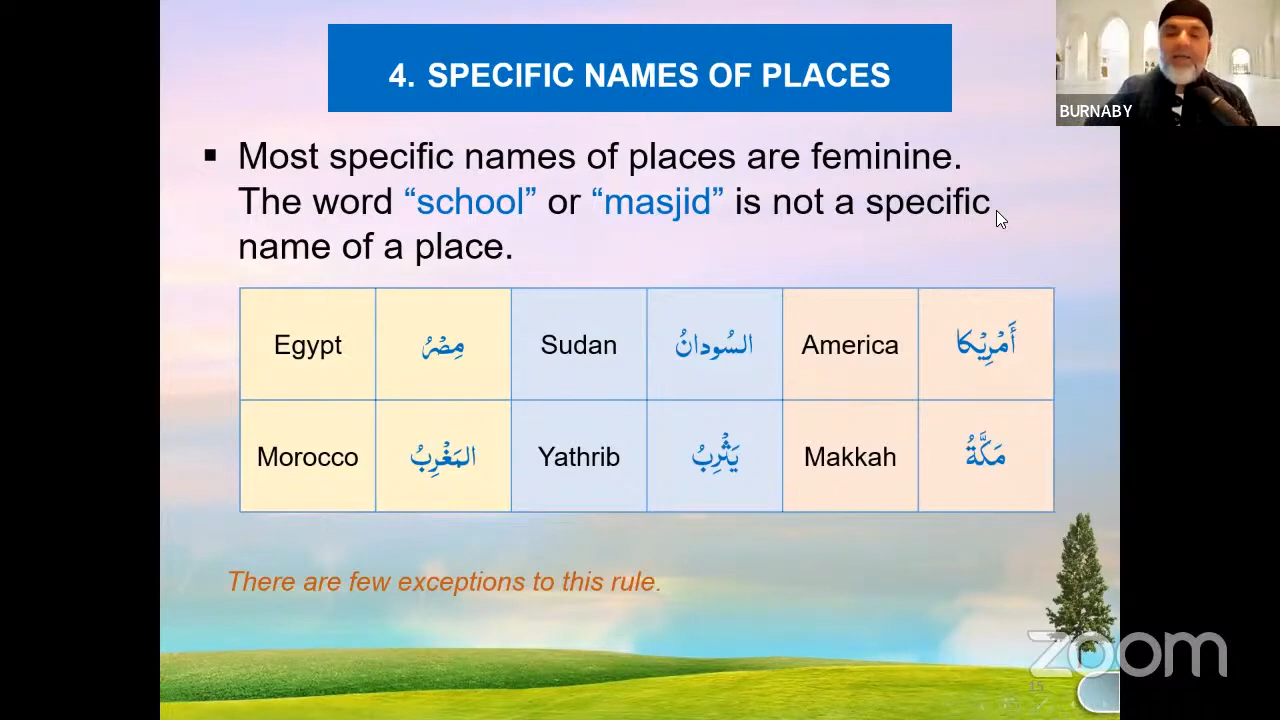 4. SPECIFIC NAMES OF PLACES
BURNABY
▪ Most specific names of places are feminine.
The word “school” or “masjid” is not a specific
name of a place.
Egypt مِصْرُ Sudan السُودانُ America أَمْرِيْكا
Morocco المَغْرِبُ Yathrib يَثْرِبُ Makkah مَكَّةُ
There are few exceptions to this rule.
zoom
15